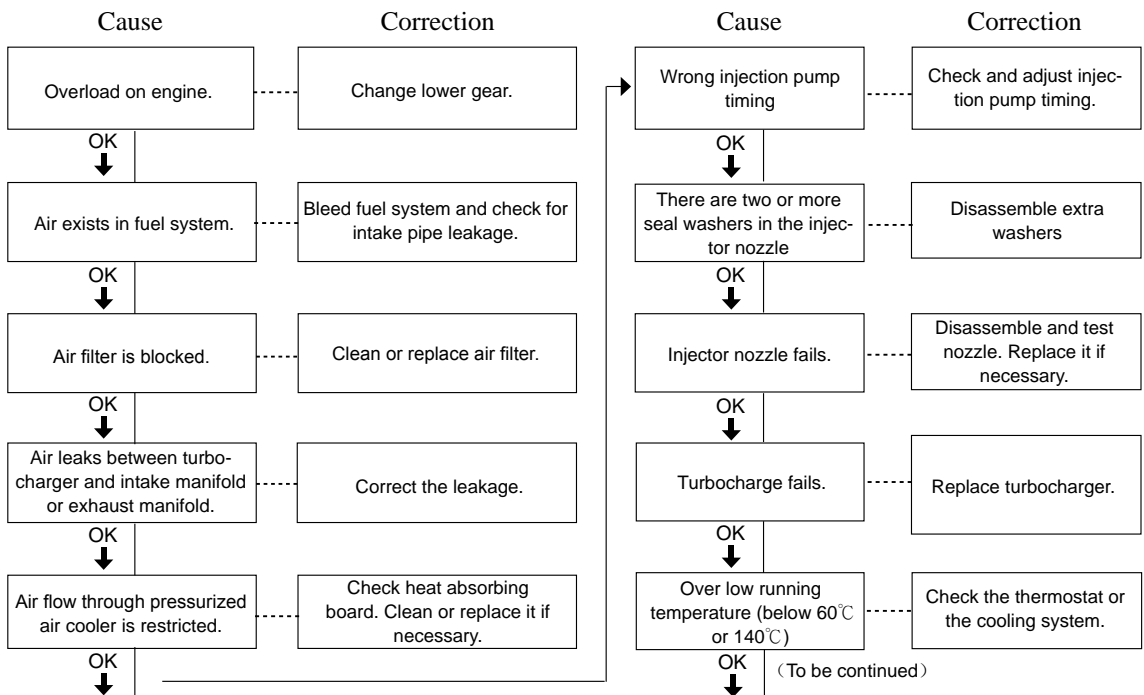 Cause
Correction
Overload on engine.
Change lower gear.
OK
Air exists in fuel system.
Bleed fuel system and check for
intake pipe leakage.
OK
Air filter is blocked.
Clean or replace air filter.
OK
Air leaks between turbo-
charger and intake manifold
or exhaust manifold.
Correct the leakage.
OK
Air flow through pressurized
air cooler is restricted.
Check heat absorbing
board. Clean or replace it if
necessary.
OK
Cause
Correction
Wrong injection pump
timing
Check and adjust injec-
tion pump timing.
OK
There are two or more
seal washers in the injec-
tor nozzle
Disassemble extra
washers
OK
Injector nozzle fails.
Disassemble and test
nozzle. Replace it if
necessary.
OK
Turbocharge fails.
Replace turbocharger.
OK
Over low running
temperature (below 60℃
or 140℃)
Check the thermostat or
the cooling system.
OK
（To be continued）